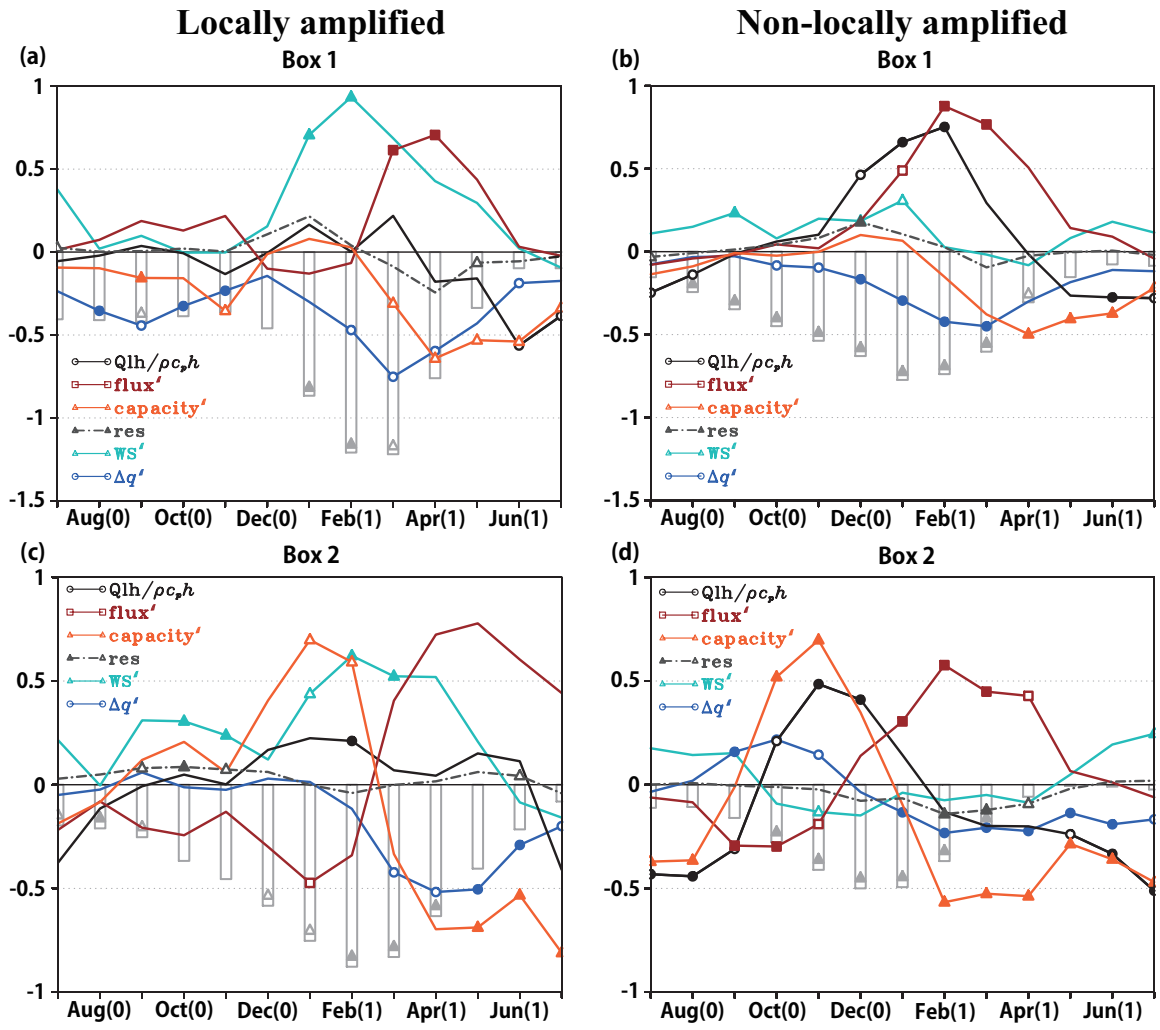 Locally amplified
Non-locally amplified
(a)
Box 1
1
0.5
0
-0.5
-1
-1.5
Qlh/ρcₚh
flux‘
capacity‘
res
WS‘
Δq‘
Aug(0) Oct(0) Dec(0) Feb(1) Apr(1) Jun(1)
(b)
Box 1
1
0.5
0
-0.5
-1
-1.5
Qlh/ρcₚh
flux‘
capacity‘
res
WS‘
Δq‘
Aug(0) Oct(0) Dec(0) Feb(1) Apr(1) Jun(1)
(c)
Box 2
1
0.5
0
-0.5
-1
Qlh/ρcₚh
flux‘
capacity‘
res
WS‘
Δq‘
Aug(0) Oct(0) Dec(0) Feb(1) Apr(1) Jun(1)
(d)
Box 2
1
0.5
0
-0.5
-1
Qlh/ρcₚh
flux‘
capacity‘
res
WS‘
Δq‘
Aug(0) Oct(0) Dec(0) Feb(1) Apr(1) Jun(1)